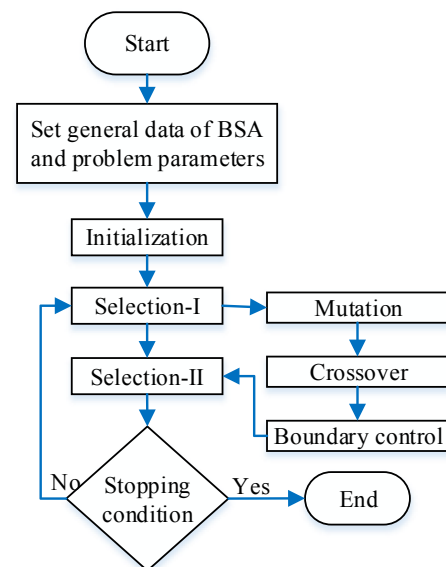 Start
Set general data of BSA
and problem parameters
Initialization
Selection-I
Mutation
Selection-II
Crossover
Boundary control
No
Stopping
condition
Yes
End